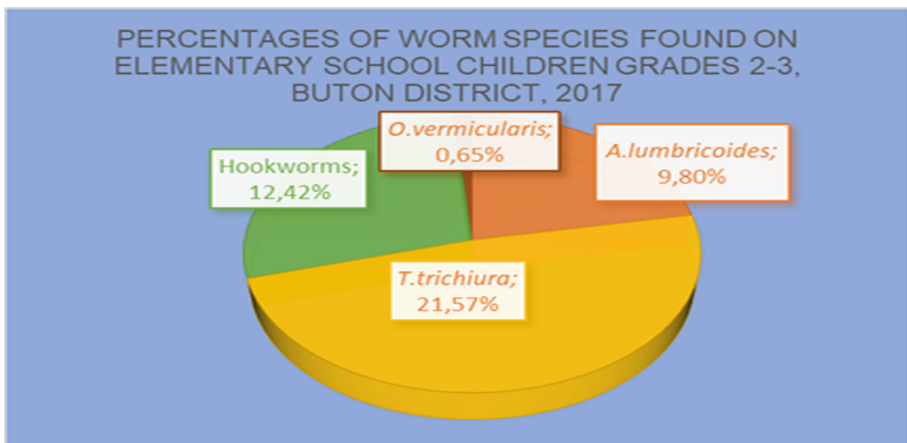 PERCENTAGES OF WORM SPECIES FOUND ON
ELEMENTARY SCHOOL CHILDREN GRADES 2-3,
BUTON DISTRICT, 2017
O.vermicularis;
0,65%
A.lumbricoides;
9,80%
Hookworms;
12,42%
T.trichiura;
21,57%